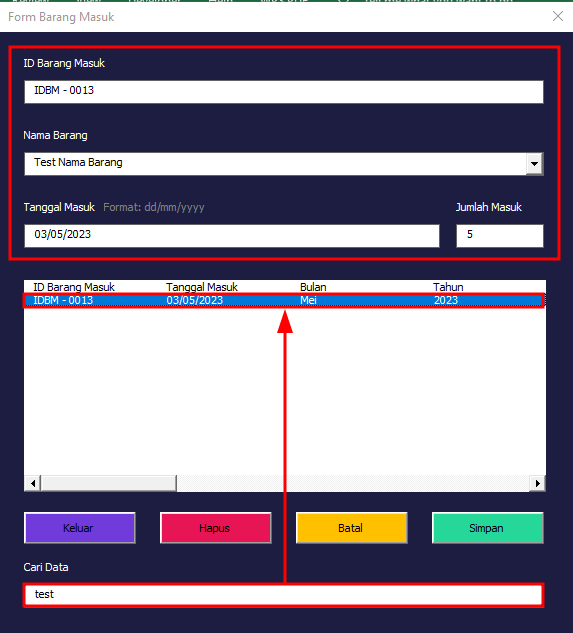 Form Barang Masuk
ID Barang Masuk
IDBM - 0013
Nama Barang
Test Nama Barang
Tanggal Masuk Format: dd/mm/yyyy Jumlah Masuk
03/05/2023 5
ID Barang Masuk Tanggal Masuk Bulan Tahun
IDBM - 0013 03/05/2023 Mei 2023
Keluar Hapus Batal Simpan
Cari Data
test